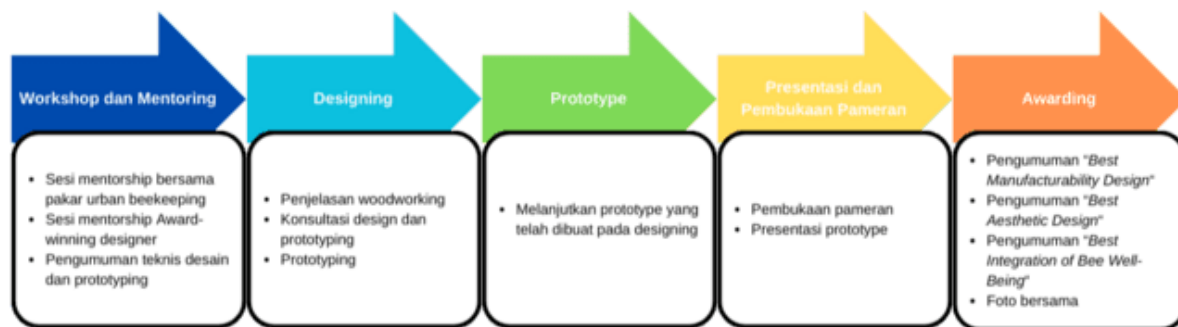 Workshop dan Mentoring
Designing
Prototype
Presentasi dan
Pembukaan Pameran
Awarding
• Sesi mentorship bersama
pakar urban beekeeping
• Sesi mentorship Award-
winning designer
• Pengumuman teknis desain
dan prototyping
• Penjelasan woodworking
• Konsultasi design dan
prototyping
• Prototyping
• Melanjutkan prototype yang
telah dibuat pada designing
• Pembukaan pameran
• Presentasi prototype
• Pengumuman "Best
Manufacturability Design"
• Pengumuman "Best
Aesthetic Design"
• Pengumuman "Best
Integration of Bee Well-
Being"
• Foto bersama